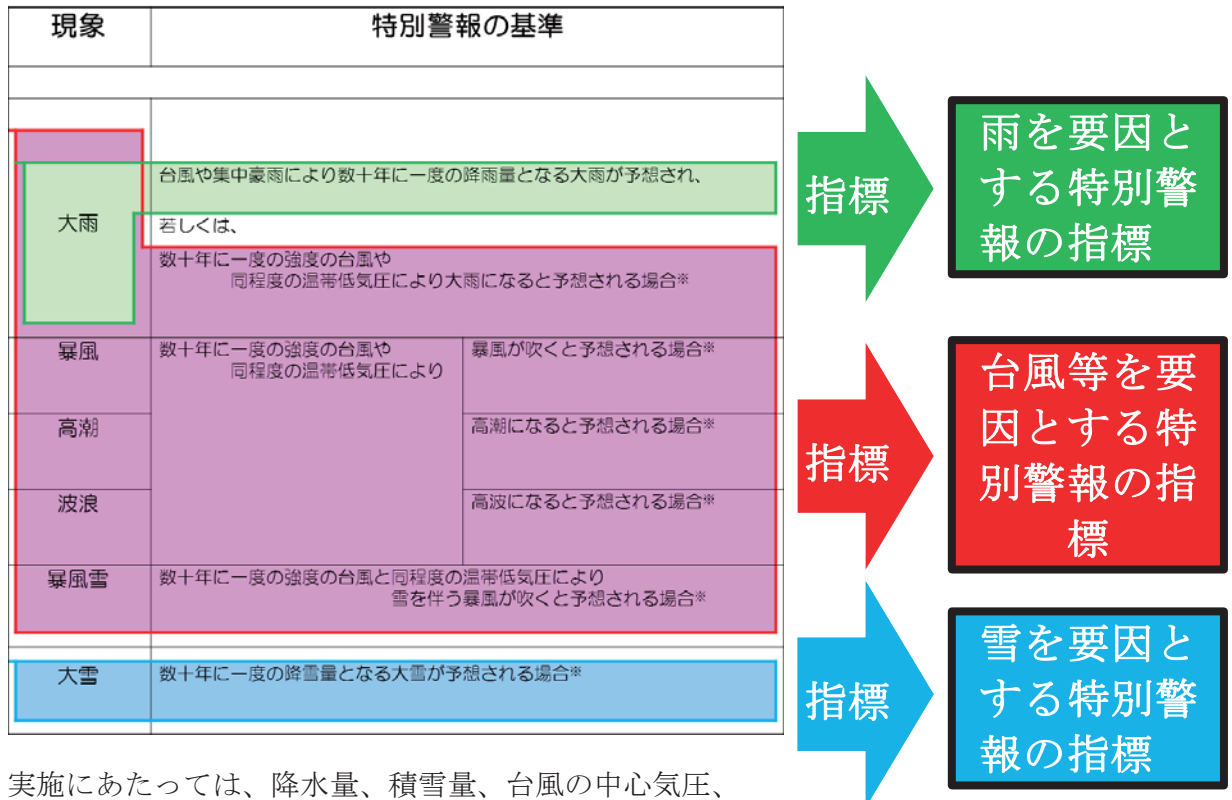 現象
特別警報の基準
大雨
台風や集中豪雨により数十年に一度の降雨量となる大雨が予想され、
若しくは、
数十年に一度の強度の台風や
同程度の温帯低気圧により大雨になると予想される場合※
暴風
数十年に一度の強度の台風や
同程度の温帯低気圧により
暴風が吹くと予想される場合※
高潮
高潮になると予想される場合※
波浪
高波になると予想される場合※
暴風雪
数十年に一度の強度の台風と同程度の温帯低気圧により
雪を伴う暴風が吹くと予想される場合※
大雪
数十年に一度の降雪量となる大雪が予想される場合※
指標
雨を要因と
する特別警
報の指標
指標
台風等を要
因とする特
別警報の指
標
指標
雪を要因と
する特別警
報の指標
実施にあたっては、降水量、積雪量、台風の中心気圧、